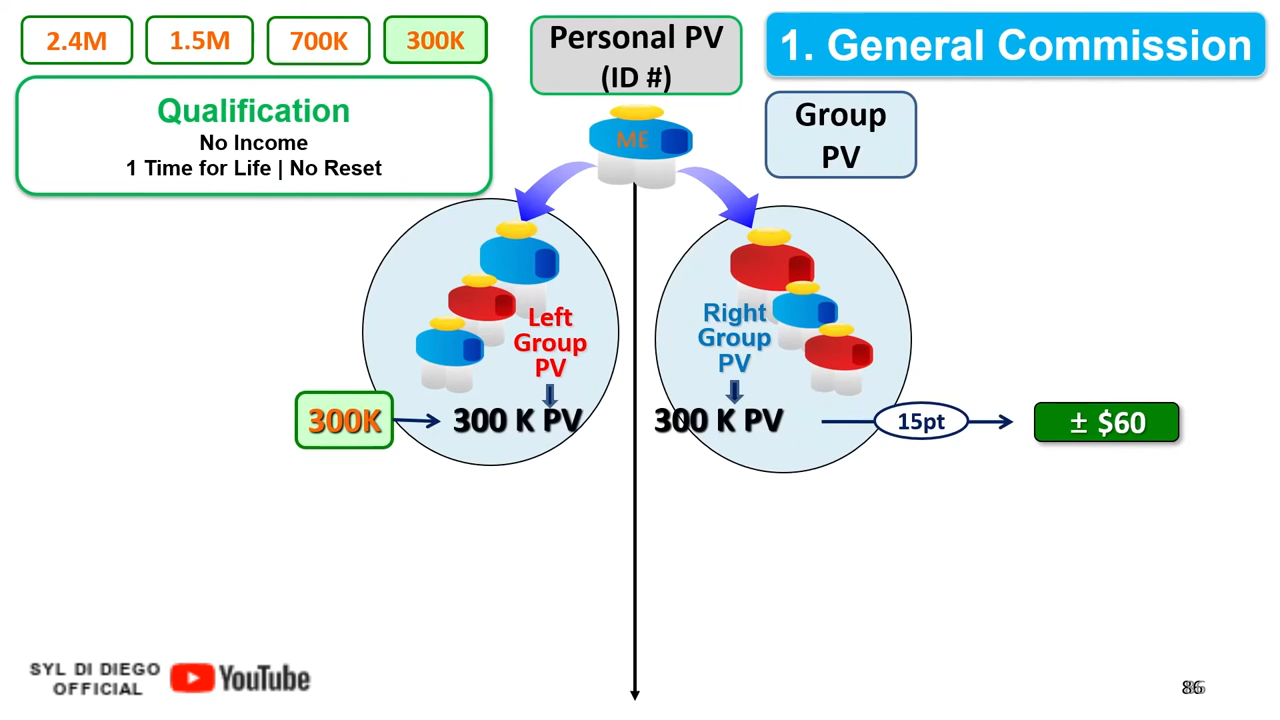 2.4M
1.5M
700K
300K
Personal PV
(ID #)
1. General Commission
Qualification
No Income
1 Time for Life | No Reset
Group
PV
ME
Left
Group
PV
Right
Group
PV
300K
300 K PV
300 K PV
15pt
± $60
SYL DI DIEGO
OFFICIAL
YouTube